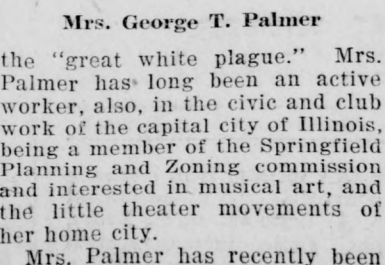 Mrs. George T. Palmer
the "great white plague." Mrs.
Palmer has long been an active
worker, also, in the civic and club
work of the capital city of Illinois,
being a member of the Springfield
Planning and Zoning commission
and interested in musical art, and
the little theater movements of
her home city.
Mrs. Palmer has recently been